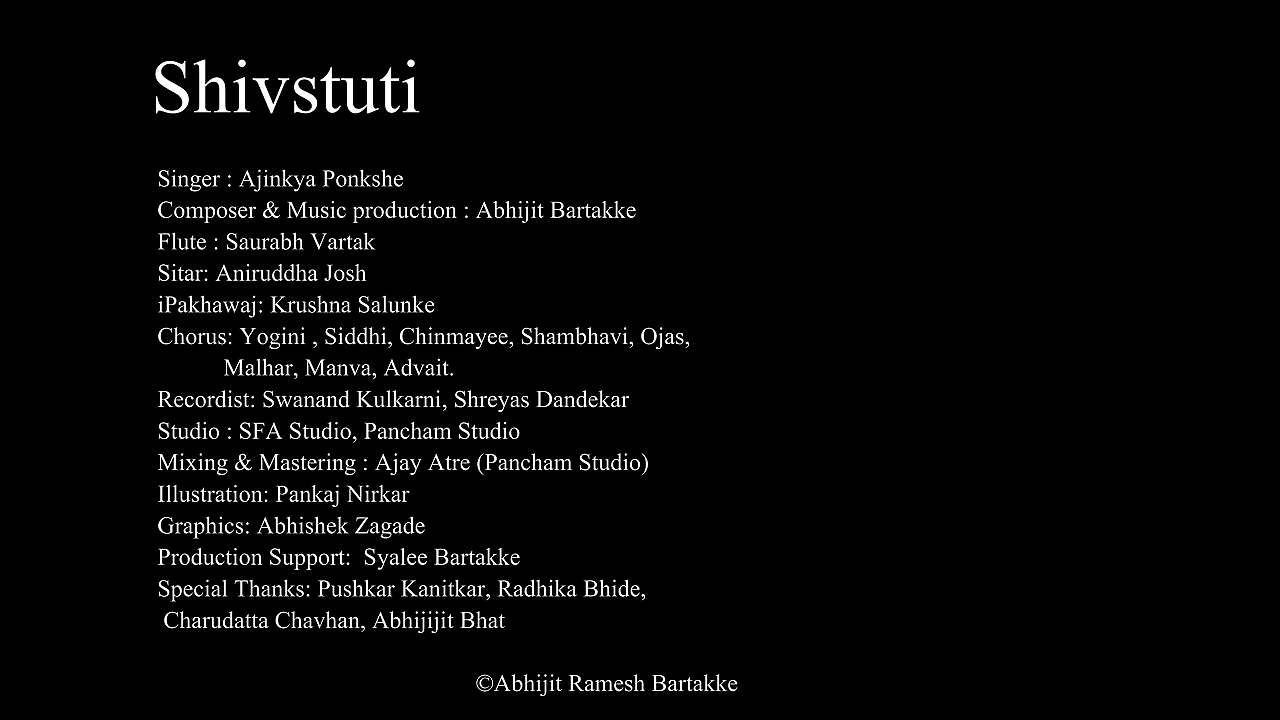 Shivstuti
Singer : Ajinkya Ponkshe
Composer & Music production : Abhijit Bartakke
Flute : Saurabh Vartak
Sitar: Aniruddha Josh
iPakhawaj: Krushna Salunke
Chorus: Yogini , Siddhi, Chinmayee, Shambhavi, Ojas,
Malhar, Manva, Advait.
Recordist: Swanand Kulkarni, Shreyas Dandekar
Studio : SFA Studio, Pancham Studio
Mixing & Mastering : Ajay Atre (Pancham Studio)
Illustration: Pankaj Nirkar
Graphics: Abhishek Zagade
Production Support:  Syalee Bartakke
Special Thanks: Pushkar Kanitkar, Radhika Bhide,
Charudatta Chavhan, Abhijijit Bhat
©Abhijit Ramesh Bartakke